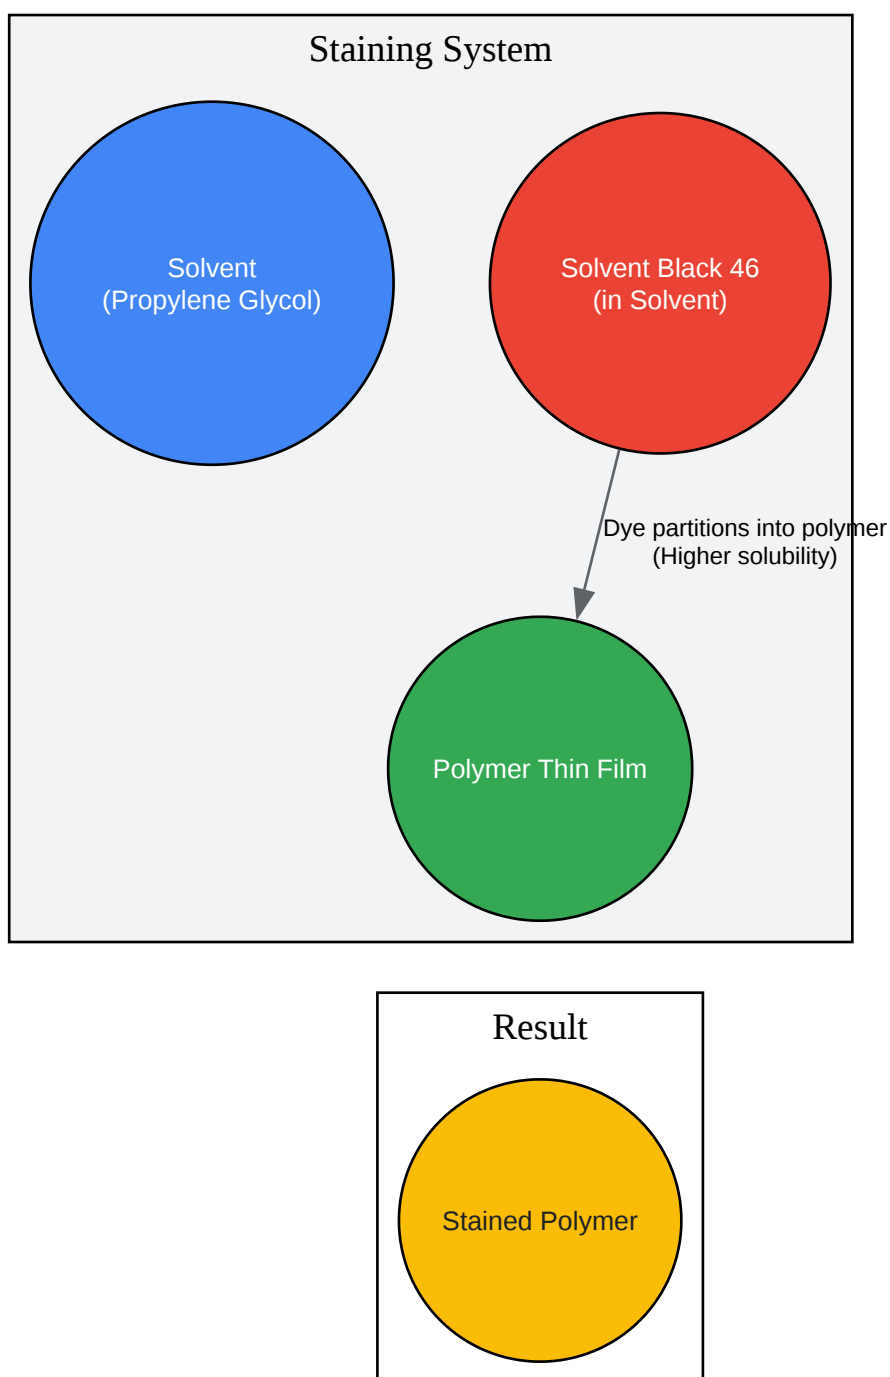 Staining System
Solvent
(Propylene Glycol)
Solvent Black 46
(in Solvent)
Dye partitions into polymer
(Higher solubility)
Polymer Thin Film
Result
Stained Polymer